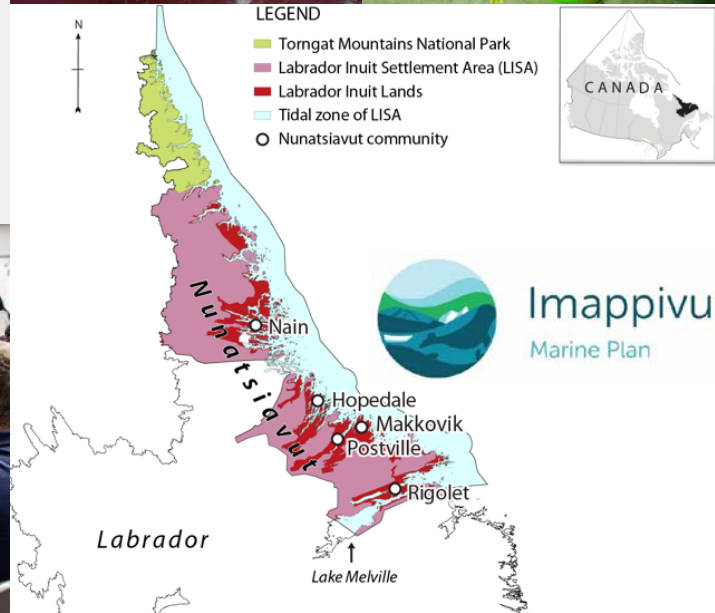 N
LEGEND
Torngat Mountains National Park
Labrador Inuit Settlement Area (LISA)
Labrador Inuit Lands
Tidal zone of LISA
Nunatsiavut community
CANADA
Imappivu
Marine Plan
Nunatsiavut
Nain
Hopedale
Makkovik
Postville
Rigolet
Labrador
Lake Melville